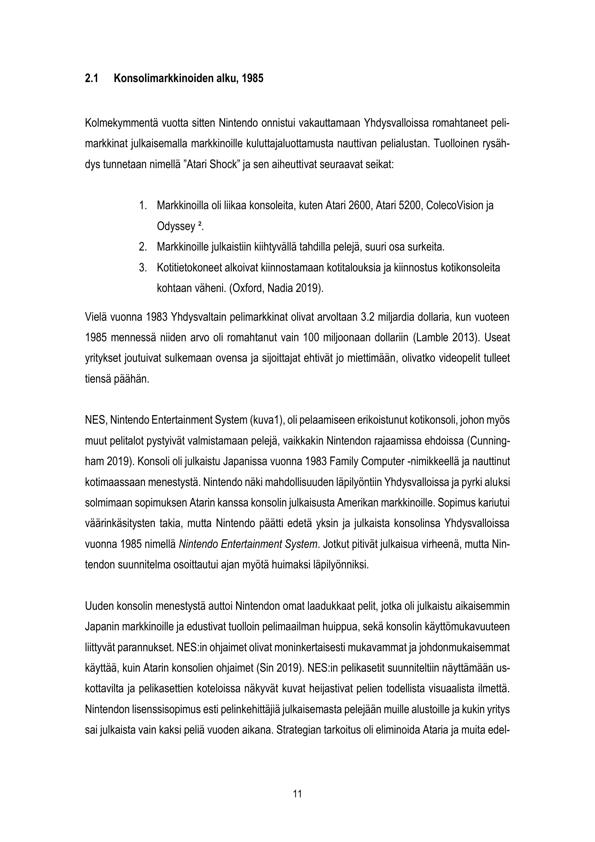 2.1 Konsolimarkkinoiden alku, 1985
Kolmekymmentä vuotta sitten Nintendo onnistui vakauttamaan Yhdysvalloissa romahtaneet peli-
markkinat julkaisemalla markkinoille kuluttajaluottamusta nauttivan pelialustan. Tuolloinen rysäh-
dys tunnetaan nimellä ”Atari Shock” ja sen aiheuttivat seuraavat seikat:
1. Markkinoilla oli liikaa konsoleita, kuten Atari 2600, Atari 5200, ColecoVision ja
Odyssey ².
2. Markkinoille julkaistiin kiihtyvällä tahdilla pelejä, suuri osa surkeita.
3. Kotitietokoneet alkoivat kiinnostamaan kotitalouksia ja kiinnostus kotikonsoleita
kohtaan väheni. (Oxford, Nadia 2019).
Vielä vuonna 1983 Yhdysvaltain pelimarkkinat olivat arvoltaan 3.2 miljardia dollaria, kun vuoteen
1985 mennessä niiden arvo oli romahtanut vain 100 miljoonaan dollariin (Lamble 2013). Useat
yritykset joutuivat sulkemaan ovensa ja sijoittajat ehtivät jo miettimään, olivatko videopelit tulleet
tiensä päähän.
NES, Nintendo Entertainment System (kuva1), oli pelaamiseen erikoistunut kotikonsoli, johon myös
muut pelitalot pystyivät valmistamaan pelejä, vaikkakin Nintendon rajaamissa ehdoissa (Cunning-
ham 2019). Konsoli oli julkaistu Japanissa vuonna 1983 Family Computer -nimikkeellä ja nauttinut
kotimaassaan menestystä. Nintendo näki mahdollisuuden läpilyöntiin Yhdysvalloissa ja pyrki aluksi
solmimaan sopimuksen Atarin kanssa konsolin julkaisusta Amerikan markkinoille. Sopimus kariutui
väärinkäsitysten takia, mutta Nintendo päätti edetä yksin ja julkaista konsolinsa Yhdysvalloissa
vuonna 1985 nimellä Nintendo Entertainment System. Jotkut pitivät julkaisua virheenä, mutta Nin-
tendon suunnitelma osoittautui ajan myötä huimaksi läpilyönniksi.
Uuden konsolin menestystä auttoi Nintendon omat laadukkaat pelit, jotka oli julkaistu aikaisemmin
Japanin markkinoille ja edustivat tuolloin pelimaailman huippua, sekä konsolin käyttömukavuuteen
liittyvät parannukset. NES:in ohjaimet olivat moninkertaisesti mukavammat ja johdonmukaisemmat
käyttää, kuin Atarin konsolien ohjaimet (Sin 2019). NES:in pelikasetit suunniteltiin näyttämään us-
kottavilta ja pelikasettien koteloissa näkyvät kuvat heijastivat pelien todellista visuaalista ilmettä.
Nintendon lisenssisopimus esti pelinkehittäjiä julkaisemasta pelejään muille alustoille ja kukin yritys
sai julkaista vain kaksi peliä vuoden aikana. Strategian tarkoitus oli eliminoida Ataria ja muita edel-
11